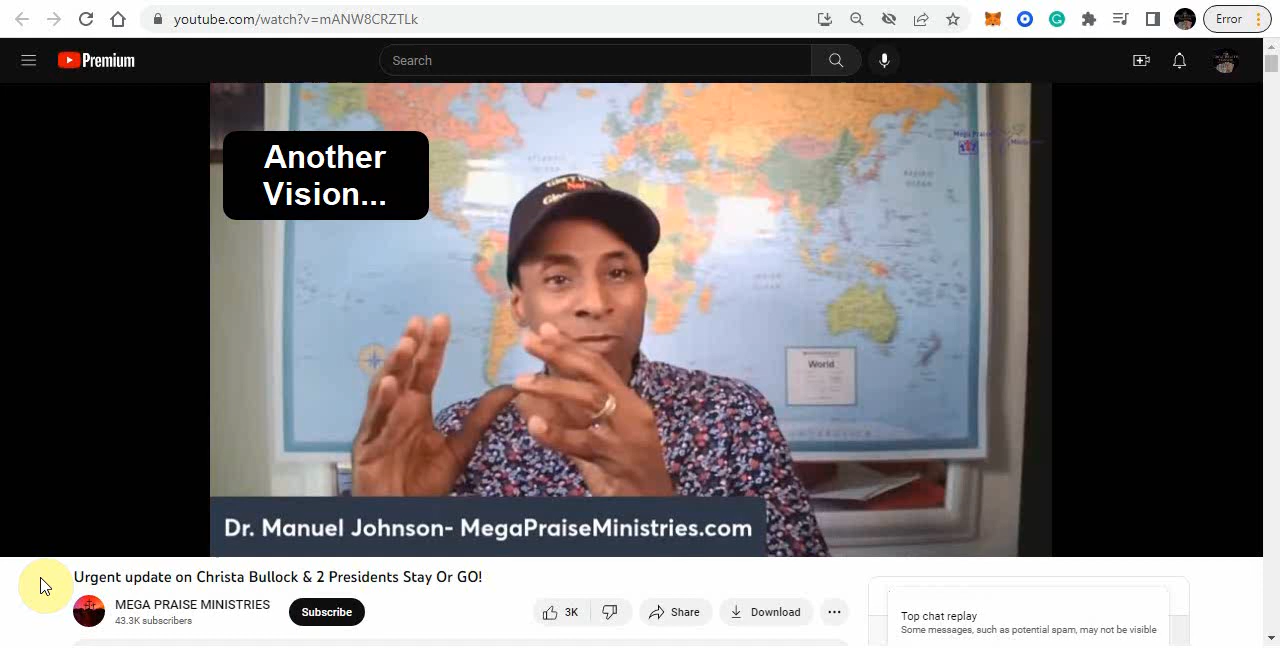 youtube.com/watch?v=mANW8CRZTLk
Error
Premium
Search
Another
Vision...
Mega Praise
World
Dr. Manuel Johnson- MegaPraiseMinistries.com
Urgent update on Christa Bullock & 2 Presidents Stay Or GO!
MEGA PRAISE MINISTRIES
43.3K subscribers
Subscribe
3K
Share
Download
Top chat replay
Some messages, such as potential spam, may not be visible